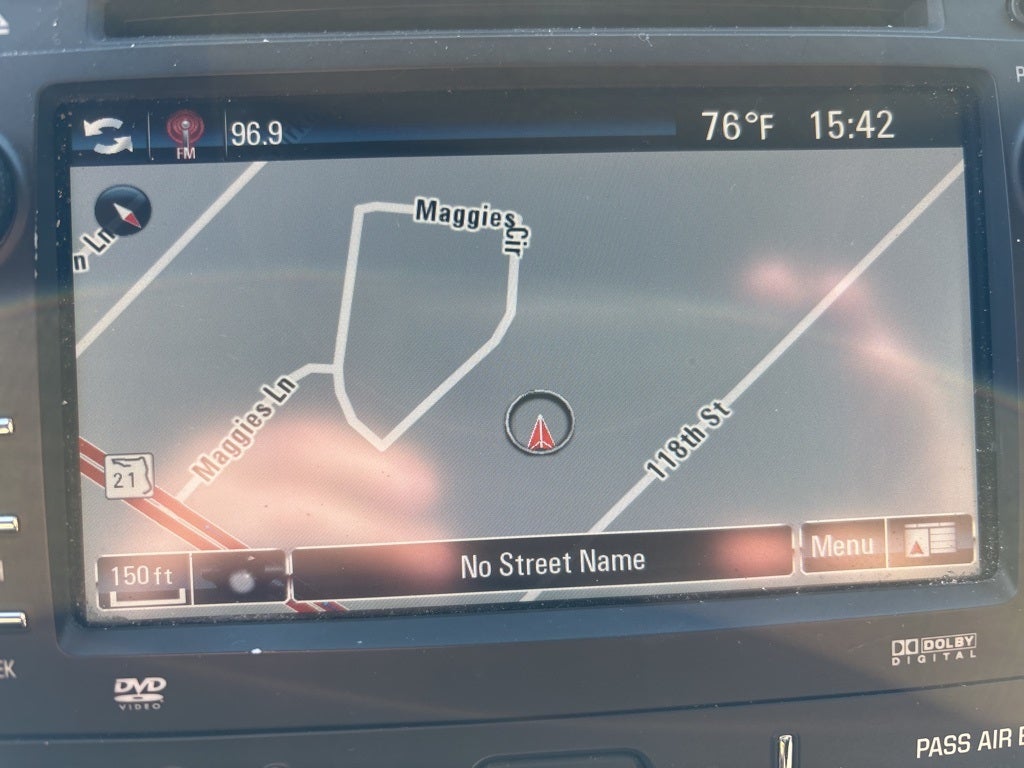 FM 96.9 76°F 15:42
n Ln
Maggies Cir
Maggies Ln
118th St
21
150 ft
No Street Name
Menu
DVD
VIDEO
DOLBY
DIGITAL
EK
PASS AIR